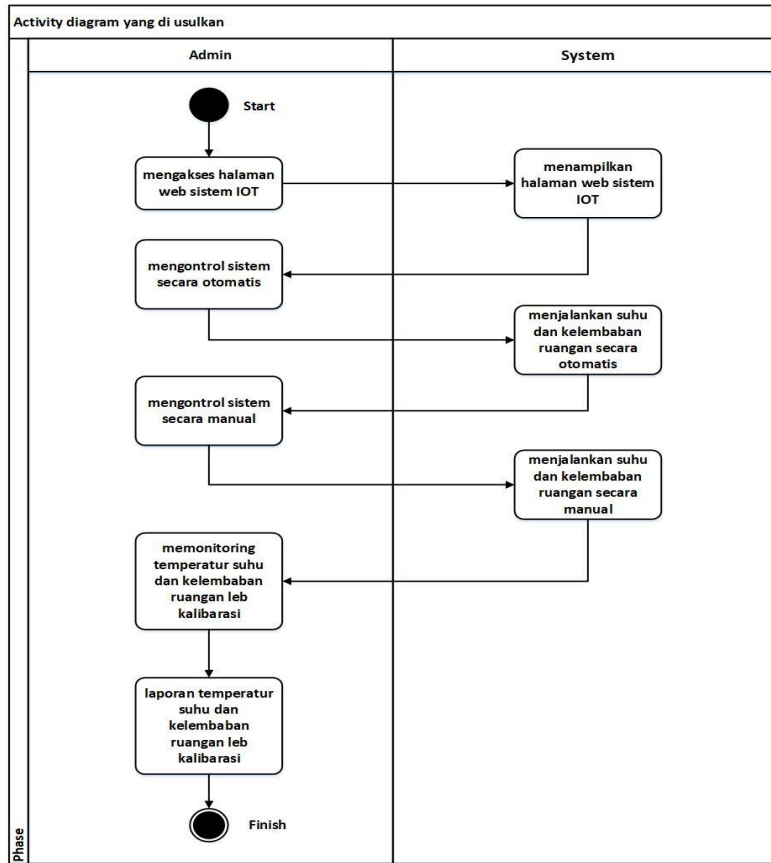 Activity diagram yang di usulkan
Admin
System
Start
mengakses halaman
web sistem IOT
menampilkan
halaman web sistem
IOT
mengontrol sistem
secara otomatis
menjalankan suhu
dan kelembaban
ruangan secara
otomatis
mengontrol sistem
secara manual
menjalankan suhu
dan kelembaban
ruangan secara
manual
memonitoring
temperatur suhu
dan kelembaban
ruangan leb
kalibarasi
laporan temperatur
suhu dan
kelembaban
ruangan leb
kalibarasi
Finish
Phase